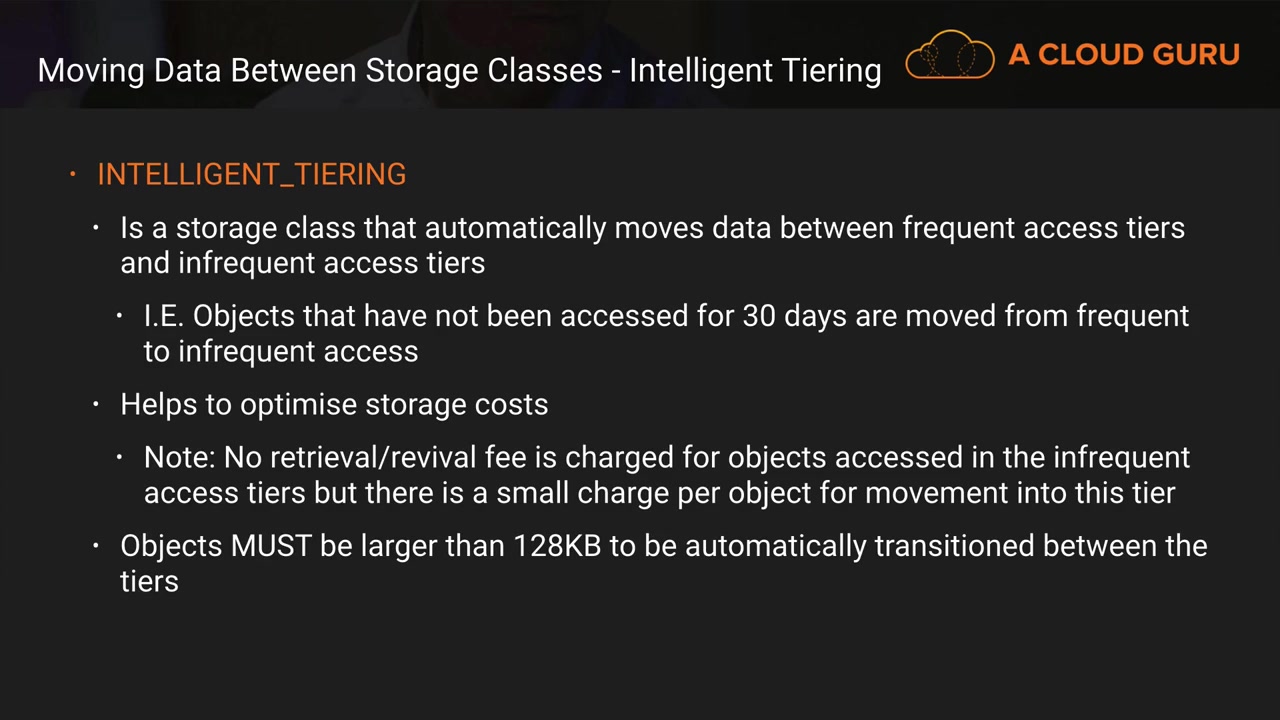 Moving Data Between Storage Classes - Intelligent Tiering
A CLOUD GURU
· INTELLIGENT_TIERING
· Is a storage class that automatically moves data between frequent access tiers
and infrequent access tiers
· I.E. Objects that have not been accessed for 30 days are moved from frequent
to infrequent access
· Helps to optimise storage costs
· Note: No retrieval/revival fee is charged for objects accessed in the infrequent
access tiers but there is a small charge per object for movement into this tier
· Objects MUST be larger than 128KB to be automatically transitioned between the
tiers